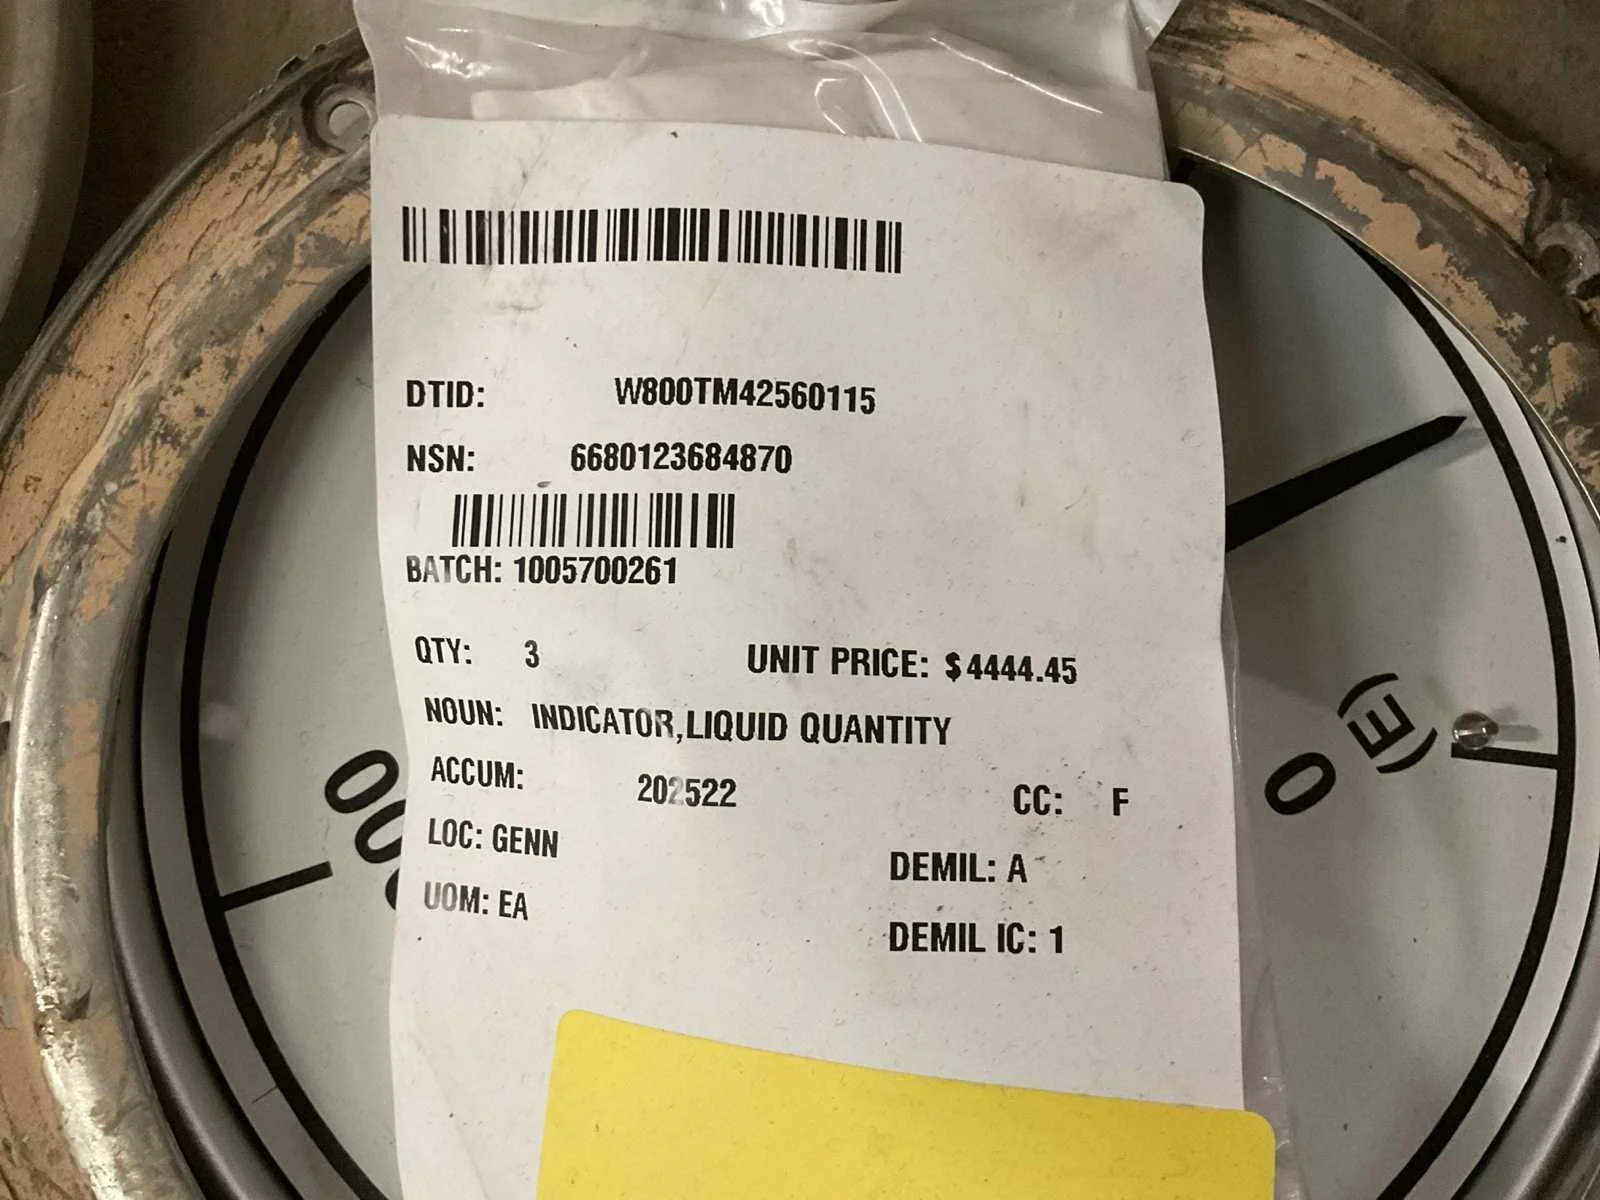 DTID: W800TM42560115
NSN: 6680123684870
BATCH: 1005700261
QTY: 3 UNIT PRICE: $4444.45
NOUN: INDICATOR,LIQUID QUANTITY
ACCUM: 202522 CC: F
LOC: GENN DEMIL: A
UOM: EA DEMIL IC: 1
(E)
0